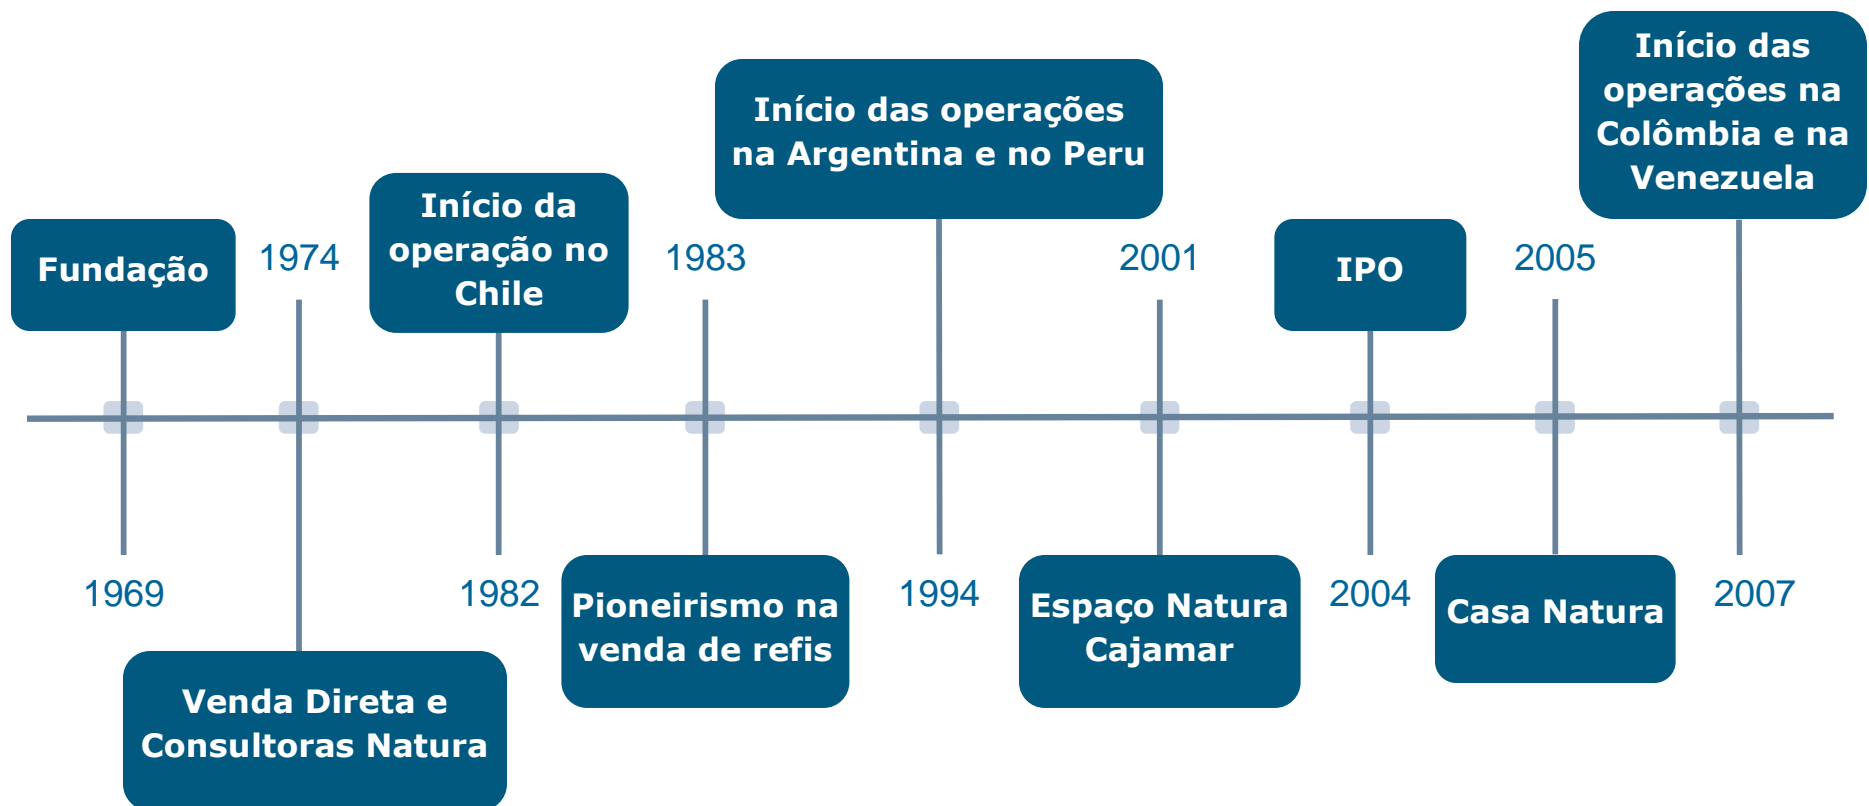 Fundação
1969
1974
Venda Direta e
Consultoras Natura
Início da
operação no
Chile
1982
1983
Pioneirismo na
venda de refis
Início das operações
na Argentina e no Peru
1994
2001
Espaço Natura
Cajamar
IPO
2004
2005
Casa Natura
Início das
operações na
Colômbia e na
Venezuela
2007